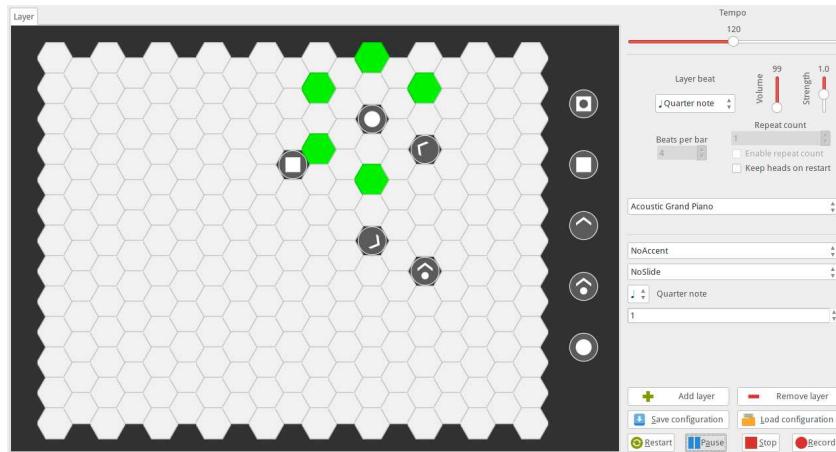 Layer
Tempo
120
99
1.0
Layer beat
Volume
Strength
♩ Quarter note
Repeat count
Beats per bar
1
4
Enable repeat count
Keep heads on restart
Acoustic Grand Piano
NoAccent
NoSlide
♩ Quarter note
1
Add layer
Remove layer
Save configuration
Load configuration
Restart
Pause
Stop
Record